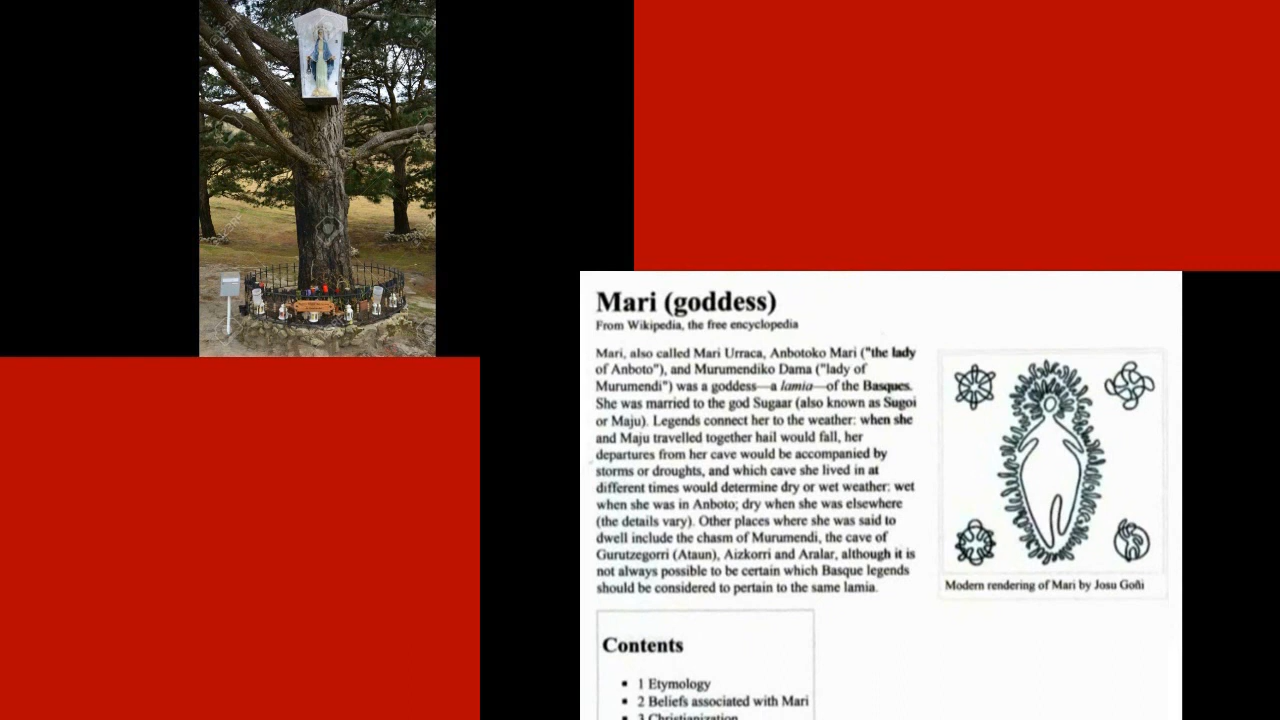 Mari (goddess)
From Wikipedia, the free encyclopedia
Mari, also called Mari Urraca, Anbotoko Mari ("the lady
of Anboto"), and Murumendiko Dama ("lady of
Murumendi") was a goddess—a lamia—of the Basques.
She was married to the god Sugaar (also known as Sugoi
or Maju). Legends connect her to the weather: when she
and Maju travelled together hail would fall, her
departures from her cave would be accompanied by
storms or droughts, and which cave she lived in at
different times would determine dry or wet weather: wet
when she was in Anboto; dry when she was elsewhere
(the details vary). Other places where she was said to
dwell include the chasm of Murumendi, the cave of
Gurutzegorri (Ataun), Aizkorri and Aralar, although it is
not always possible to be certain which Basque legends
should be considered to pertain to the same lamia.
Modern rendering of Mari by Josu Goñi
Contents
▪ 1 Etymology
▪ 2 Beliefs associated with Mari
▪ 3 Christianization